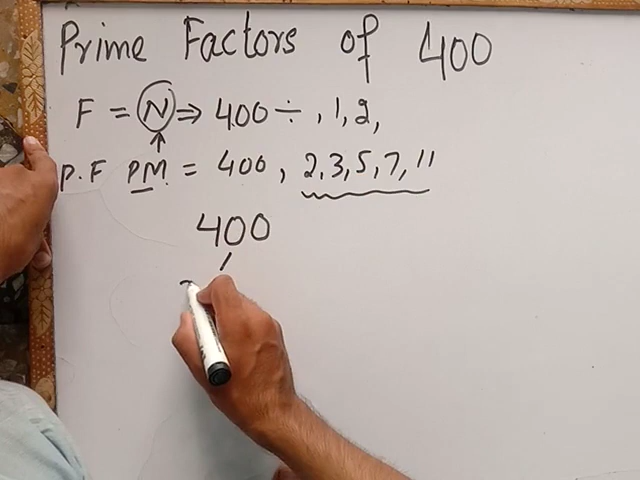 Prime Factors of 400
F = N ⇒ 400 ÷ , 1, 2,
P.F PM = 400, 2, 3, 5, 7, 11
400